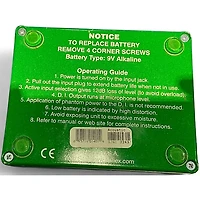 NOTICE
TO REPLACE BATTERY
REMOVE 4 CORNER SCREWS
Battery Type: 9V Alkaline
Operating Guide
1. Power is turned on by the input jack.
2. Pull out the input plug to extend battery life when not in use.
3. Active input selection gives 12dB loss of level (to avoid overload).
4. D.I. Output runs at microphone level.
5. Application of phantom power to the D.I. is not recommended.
6. Low battery is indicated by high distortion.
7. Avoid exposing unit to excessive moisture.
8. Refer to manual or web site for complete instructions.
CE